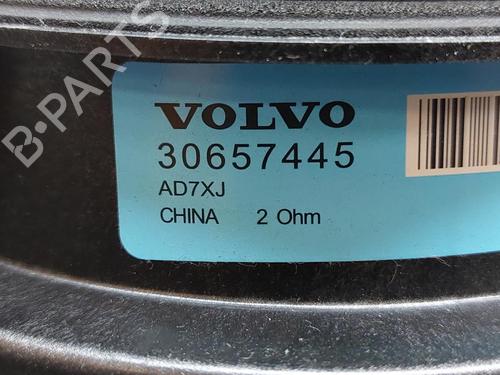 B-PARTS
VOLVO
30657445
AD7XJ
CHINA 2 Ohm